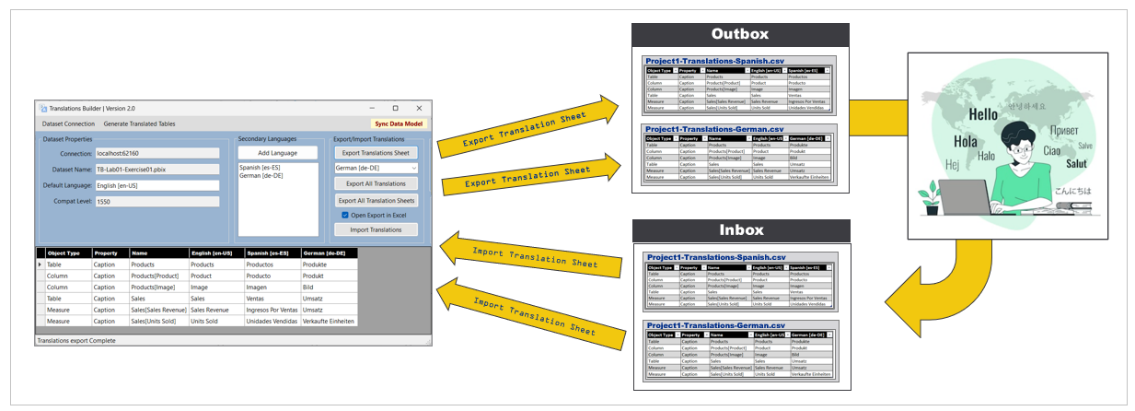 Translations Builder | Version 2.0
Dataset Connection Generate Translated Tables Sync Data Model
Dataset Properties
Connection: localhost:62160
Dataset Name: TB-Lab01-Exercise01.pbix
Default Language: English [en-US]
Compat Level: 1550
Secondary Languages
Add Language
Spanish [es-ES]
German [de-DE]
Export/Import Translations
Export Translations Sheet
German [de-DE]
Export All Translations
Export All Translation Sheets
Open Export in Excel
Import Translations
Object Type Property Name English [en-US] Spanish [es-ES] German [de-DE]
Table Caption Products Products Productos Produkte
Column Caption Products[Product] Product Producto Produkt
Column Caption Products[Image] Image Imagen Bild
Table Caption Sales Sales Ventas Umsatz
Measure Caption Sales[Sales Revenue] Sales Revenue Ingresos Por Ventas Umsatz
Measure Caption Sales[Units Sold] Units Sold Unidades Vendidas Verkaufte Einheiten
Translations export Complete
Export Translation Sheet
Export Translation Sheet
Import Translation Sheet
Import Translation Sheet
Outbox
Project1-Translations-Spanish.csv
Object Type Property Name English [en-US] Spanish [es-ES]
Table Caption Products Products Productos
Column Caption Products[Product] Product Producto
Column Caption Products[Image] Image Imagen
Table Caption Sales Sales Ventas
Measure Caption Sales[Sales Revenue] Sales Revenue Ingresos Por Ventas
Measure Caption Sales[Units Sold] Units Sold Unidades Vendidas
Project1-Translations-German.csv
Object Type Property Name English [en-US] German [de-DE]
Table Caption Products Products Produkte
Column Caption Products[Product] Product Produkt
Column Caption Products[Image] Image Bild
Table Caption Sales Sales Umsatz
Measure Caption Sales[Sales Revenue] Sales Revenue Umsatz
Measure Caption Sales[Units Sold] Units Sold Verkaufte Einheiten
Inbox
Project1-Translations-Spanish.csv
Object Type Property Name English [en-US] Spanish [es-ES]
Table Caption Products Products Productos
Column Caption Products[Product] Product Producto
Column Caption Products[Image] Image Imagen
Table Caption Sales Sales Ventas
Measure Caption Sales[Sales Revenue] Sales Revenue Ingresos Por Ventas
Measure Caption Sales[Units Sold] Units Sold Unidades Vendidas
Project1-Translations-German.csv
Object Type Property Name English [en-US] German [de-DE]
Table Caption Products Products Produkte
Column Caption Products[Product] Product Produkt
Column Caption Products[Image] Image Bild
Table Caption Sales Sales Umsatz
Measure Caption Sales[Sales Revenue] Sales Revenue Umsatz
Measure Caption Sales[Units Sold] Units Sold Verkaufte Einheiten
Hello
안녕하세요
Привет
Hola
Halo
Hej
Ciao
Salve
Salut
こんにちは